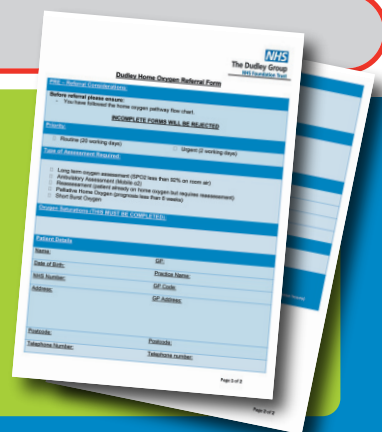 NHS
The Dudley Group
NHS Foundation Trust
Dudley Home Oxygen Referral Form
PRE – Referral Considerations:
Before referral please ensure:
- You have followed the home oxygen pathway flow chart.
INCOMPLETE FORMS WILL BE REJECTED
Priority:
Routine (20 working days) Urgent (2 working days)
Type of Assessment Required:
Long term oxygen assessment (SPO2 less than 92% on room air)
Ambulatory Assessment (Mobile o2)
Reassessment (patient already on home oxygen but requires reassessment)
Palliative Home Oxygen (prognosis less than 8 weeks)
Short Burst Oxygen
Oxygen Saturations (THIS MUST BE COMPLETED):
Patient Details
Name: GP:
Date of Birth: Practice Name:
NHS Number: GP Code:
Address: GP Address:
Postcode: Postcode:
Telephone Number: Telephone number:
Page 1 of 2
Page 2 of 2